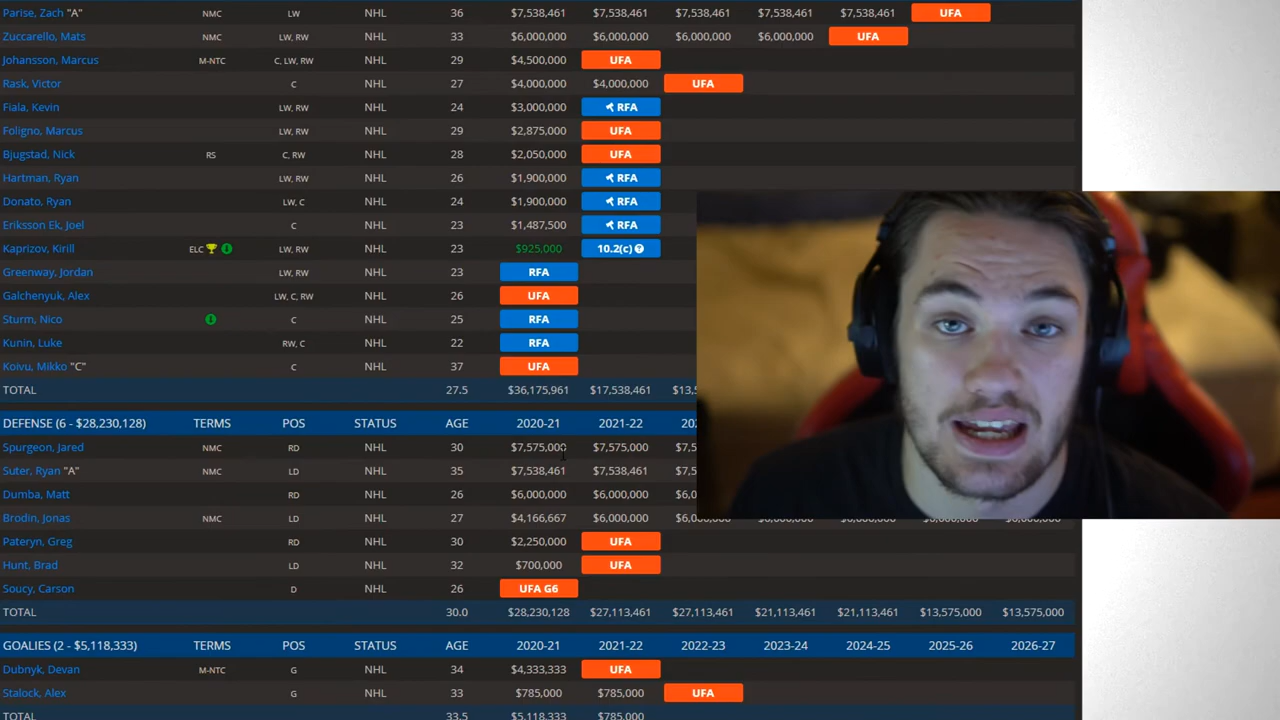 Parise, Zach "A" NMC LW NHL 36 $7,538,461 $7,538,461 $7,538,461 $7,538,461 $7,538,461 UFA
Zuccarello, Mats NMC LW, RW NHL 33 $6,000,000 $6,000,000 $6,000,000 $6,000,000 UFA
Johansson, Marcus M-NTC C, LW, RW NHL 29 $4,500,000 UFA
Rask, Victor C NHL 27 $4,000,000 $4,000,000 UFA
Fiala, Kevin LW, RW NHL 24 $3,000,000 RFA
Foligno, Marcus LW, RW NHL 29 $2,875,000 UFA
Bjugstad, Nick RS C, RW NHL 28 $2,050,000 UFA
Hartman, Ryan LW, RW NHL 26 $1,900,000 RFA
Donato, Ryan LW, C NHL 24 $1,900,000 RFA
Eriksson Ek, Joel C NHL 23 $1,487,500 RFA
Kaprizov, Kirill ELC LW, RW NHL 23 $925,000 10.2(c)
Greenway, Jordan LW, RW NHL 23 RFA
Galchenyuk, Alex LW, C, RW NHL 26 UFA
Sturm, Nico C NHL 25 RFA
Kunin, Luke RW, C NHL 22 RFA
Koivu, Mikko "C" C NHL 37 UFA
TOTAL 27.5 $36,175,961 $17,538,461
DEFENSE (6 - $28,230,128) TERMS POS STATUS AGE 2020-21 2021-22
Spurgeon, Jared NMC RD NHL 30 $7,575,000 $7,575,000
Suter, Ryan "A" NMC LD NHL 35 $7,538,461 $7,538,461
Dumba, Matt RD NHL 26 $6,000,000 $6,000,000
Brodin, Jonas NMC LD NHL 27 $4,166,667 $6,000,000
Pateryn, Greg RD NHL 30 $2,250,000 UFA
Hunt, Brad LD NHL 32 $700,000 UFA
Soucy, Carson D NHL 26 UFA G6
TOTAL 30.0 $28,230,128 $27,113,461 $27,113,461 $21,113,461 $21,113,461 $13,575,000 $13,575,000
GOALIES (2 - $5,118,333) TERMS POS STATUS AGE 2020-21 2021-22 2022-23 2023-24 2024-25 2025-26 2026-27
Dubnyk, Devan M-NTC G NHL 34 $4,333,333 UFA
Stalock, Alex G NHL 33 $785,000 $785,000 UFA
TOTAL 33.5 $5,118,333 $785,000